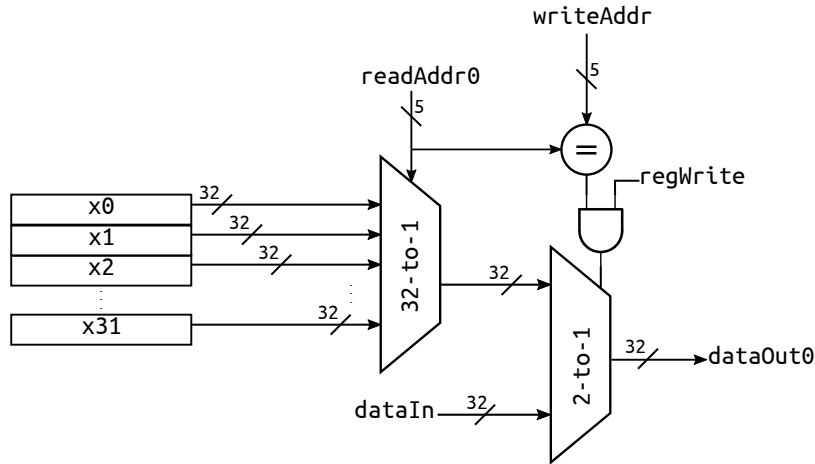 writeAddr
5
readAddr0
5
=
regWrite
x0
32
x1
32
x2
32
x31
32
32-to-1
32
2-to-1
32
dataOut0
dataIn
32